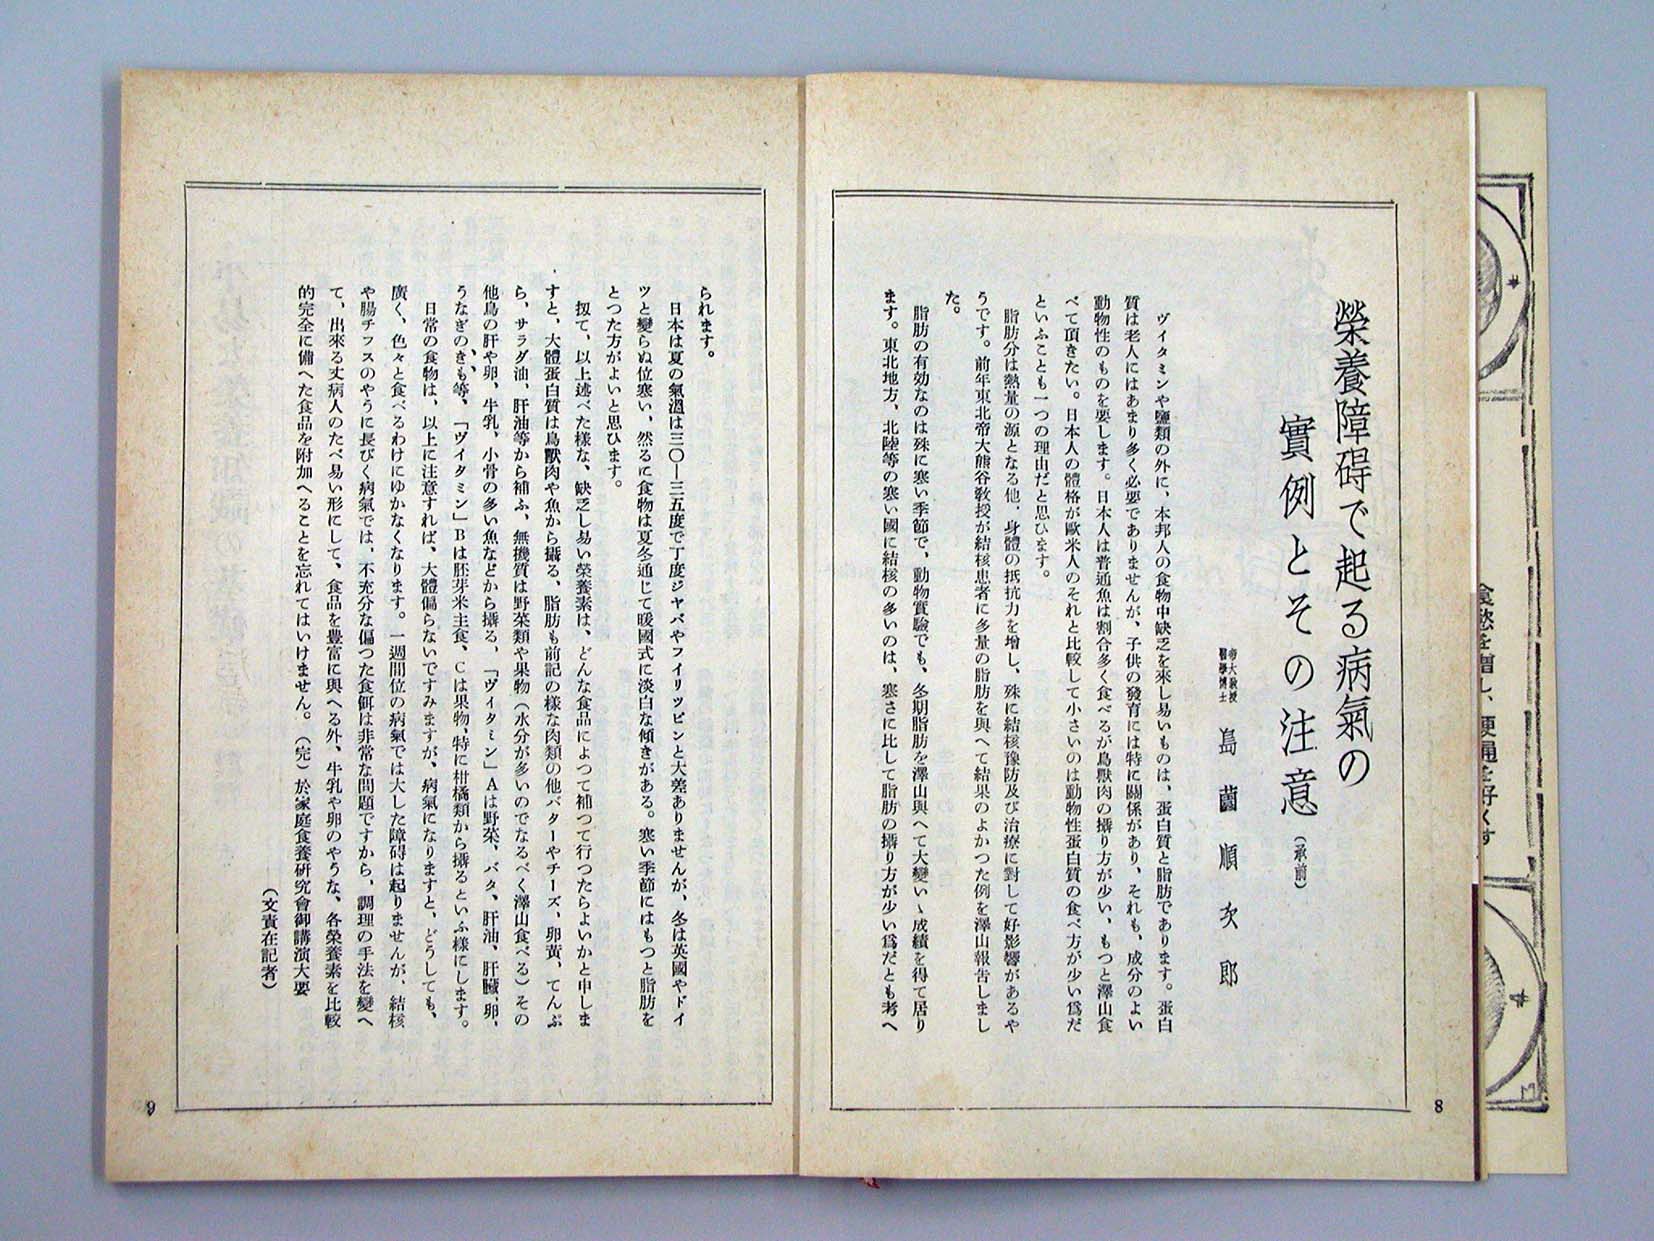 榮養障碍で起る病氣の
實例とその注意（承前）
帝大教授
醫學博士
島薗順次郎
ヴイタミンや鹽類の外に、本邦人の食物中缺乏を來し易いものは、蛋白質と脂肪であります。蛋白
質は老人にはあまり多く必要でありませんが、子供の發育には特に關係があり、それも、成分のよい
動物性のものを要します。日本人は普通魚は割合多く食べるが鳥獸肉の攝り方が少い、もつと澤山食
べて頂きたい。日本人の體格が歐米人のそれと比較して小さいのは動物性蛋白質の食べ方が少い爲だ
といふことも一つの理由だと思ひます。
脂肪分は熱量の源となる他、身體の抵抗力を增し、殊に結核豫防及び治療に對して好影響があるや
うです。前年東北帝大熊谷敎授が結核患者に多量の脂肪を與へて結果のよかつた例を澤山報告しまし
た。
脂肪の有効なのは殊に寒い季節で、動物實驗でも、冬期脂肪を澤山與へて大變いゝ成績を得て居り
ます。東北地方、北陸等の寒い國に結核の多いのは、寒さに比して脂肪の攝り方が少い爲だとも考へ
8
られます。
日本は夏の氣溫は三〇―三五度で丁度ジヤバやフイリツピンと大差ありませんが、冬は英國やドイ
ツと變らぬ位寒い、然るに食物は夏冬通じて暖國式に淡白な傾きがある。寒い季節にはもつと脂肪を
とつた方がよいと思ひます。
扨て、以上述べた樣な、缺乏し易い榮養素は、どんな食品によつて補つて行つたらよいかと申しま
すと、大體蛋白質は鳥獸肉や魚から攝る、脂肪も前記の樣な肉類の他バターやチーズ、卵黄、てんぷ
ら、サラダ油、肝油等から補ふ、無機質は野菜類や果物（水分が多いのでなるべく澤山食べる）その
他鳥の肝や卵、牛乳、小骨の多い魚などから攝る、「ヴイタミン」Aは野菜、バタ、肝油、肝臓、卵、
うなぎのきも等、「ヴイタミン」Bは胚芽米主食、Cは果物、特に柑橘類から攝るといふ樣にします。
日常の食物は、以上に注意すれば、大體偏らないですみますが、病氣になりますと、どうしても、
廣く、色々と食べるわけにゆかなくなります。一週間位の病氣では大した障碍は起りませんが、結核
や腸チフスのやうに長びく病氣では、不充分な偏つた食餌は非常な問題ですから、調理の手法を變へ
て、出來る丈病人のたべ易い形にして、食品を豊富に與へる外、牛乳や卵のやうな、各榮養素を比較
的完全に備へた食品を附加へることを忘れてはいけません。（完）於家庭食養硏究會御講演大要
（文責在記者）
9
食慾を增し、便通を好くす